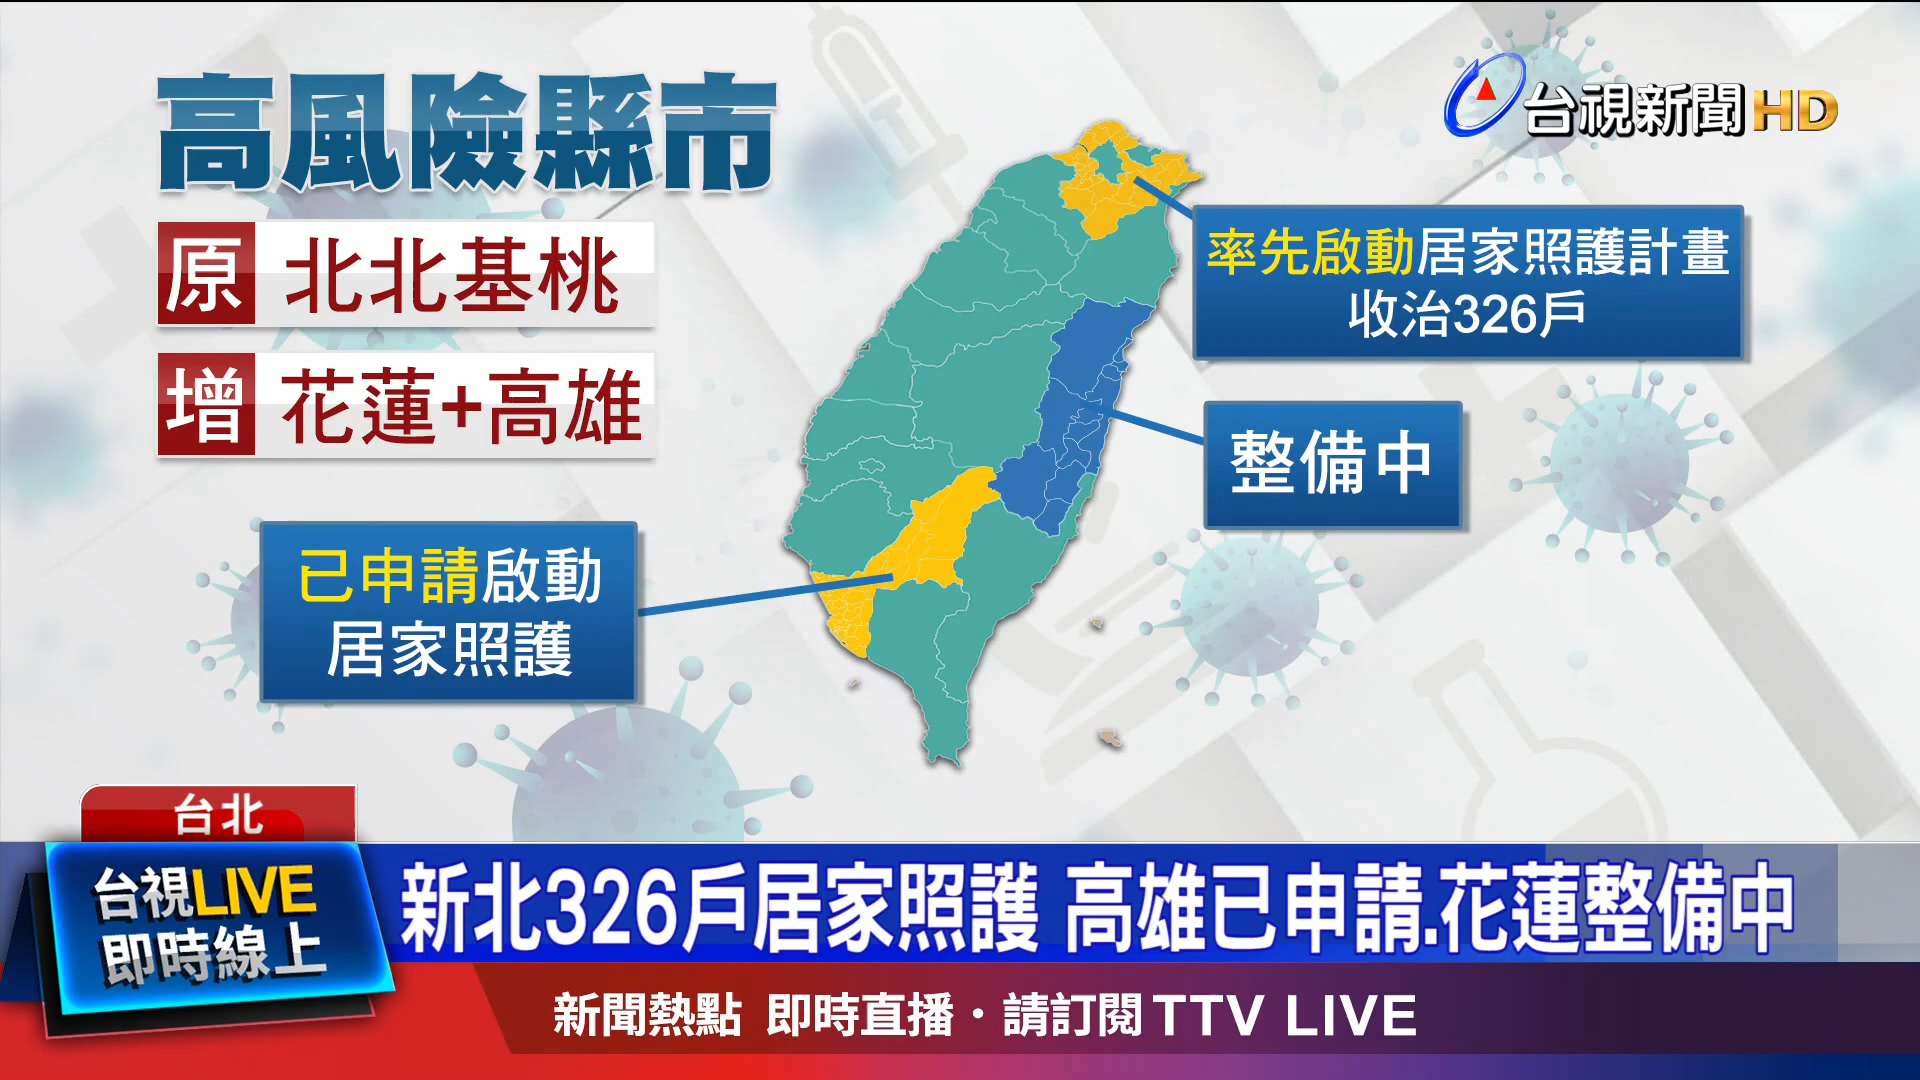 高風險縣市
台視新聞HD
原 北北基桃
增 花蓮+高雄
率先啟動居家照護計畫
收治326戶
整備中
已申請啟動
居家照護
台北
台視LIVE
即時線上
新北326戶居家照護 高雄已申請.花蓮整備中
新聞熱點 即時直播‧請訂閱TTV LIVE